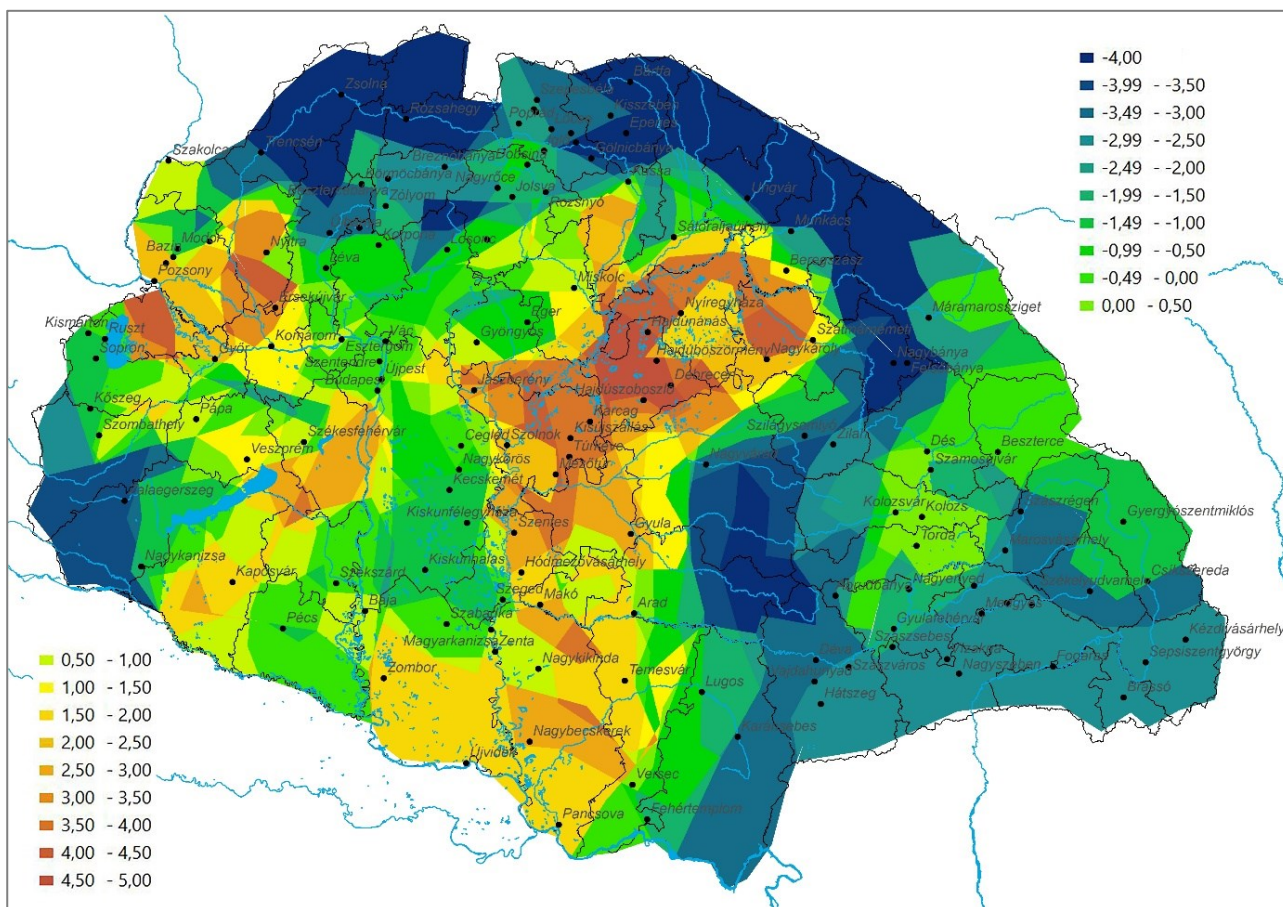 -4,00
-3,99 - -3,50
-3,49 - -3,00
-2,99 - -2,50
-2,49 - -2,00
-1,99 - -1,50
-1,49 - -1,00
-0,99 - -0,50
-0,49 - 0,00
0,00 - 0,50
Bártfa
Zsolna
Rózsahegy
Kisszeben
Eperjes
Poprád
Trencsén
Szakolca
Gölnicbánya
Breznóbánya
Dobsina
Kassa
Körmöcbánya
Nagyrőce
Jolsva
Rozsnyó
Zólyom
Ungvár
Munkács
Sátoraljaújhely
Modor
Bazin
Pozsony
Nyitra
Korpona
Losonc
Léva
Beregszász
Miskolc
Érsekújvár
Nyíregyháza
Hajdúnánás
Máramarossziget
Kismarton
Ruszt
Sopron
Komárom
Győr
Vác
Esztergom
Szentendre
Újpest
Budapest
Gyöngyös
Eger
Szatmárnémeti
Nagykároly
Hajdúböszörmény
Nagybánya
Felsőbánya
Debrecen
Hajdúszoboszló
Jászberény
Kőszeg
Szombathely
Pápa
Veszprém
Székesfehérvár
Karcag
Kisújszállás
Túrkeve
Mezőtúr
Cegléd
Szolnok
Nagykőrös
Kecskemét
Szilágysomlyó
Zilah
Nagyvárad
Dés
Beszterce
Szamosújvár
Zalaegerszeg
Kiskunfélegyháza
Szentes
Gyula
Kolozsvár
Kolozs
Torda
Szászrégen
Gyergyószentmiklós
Marosvásárhely
Nagykanizsa
Kaposvár
Szekszárd
Kiskunhalas
Hódmezővásárhely
Csíkszereda
Székelyudvarhely
Nagyenyed
Medgyes
Pécs
Baja
Szeged
Makó
Arad
Szabadka
Magyarkanizsa
Zenta
Gyulafehérvár
Szászsebes
Kézdivásárhely
Sepsiszentgyörgy
Zombor
Nagykikinda
Temesvár
Lugos
Déva
Vajdahunyad
Szászváros
Hátszeg
Vízakna
Nagyszeben
Fogaras
Brassó
Karánsebes
Nagybecskerek
Újvidék
Versec
Pancsova
Fehértemplom
0,50 - 1,00
1,00 - 1,50
1,50 - 2,00
2,00 - 2,50
2,50 - 3,00
3,00 - 3,50
3,50 - 4,00
4,00 - 4,50
4,50 - 5,00